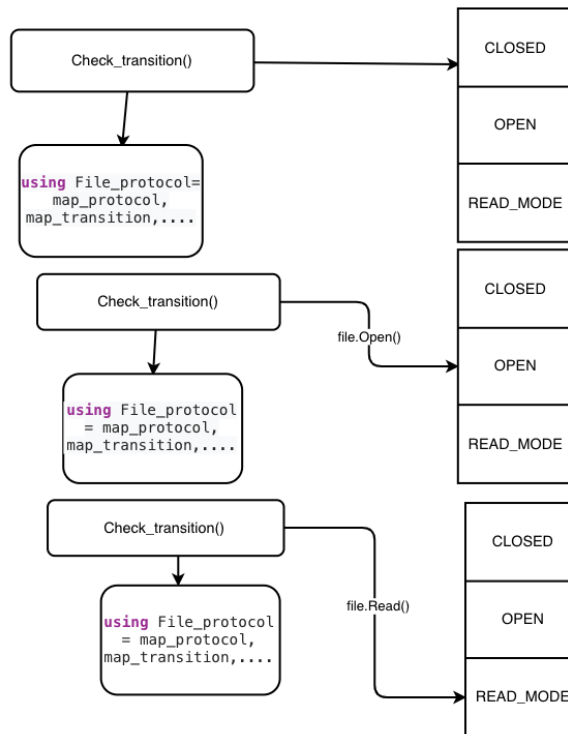 Check_transition()
CLOSED
OPEN
READ_MODE
using File_protocol=
map_protocol,
map_transition,....
Check_transition()
file.Open()
CLOSED
OPEN
READ_MODE
using File_protocol
= map_protocol,
map_transition,....
Check_transition()
file.Read()
CLOSED
OPEN
READ_MODE
using File_protocol
= map_protocol,
map_transition,....